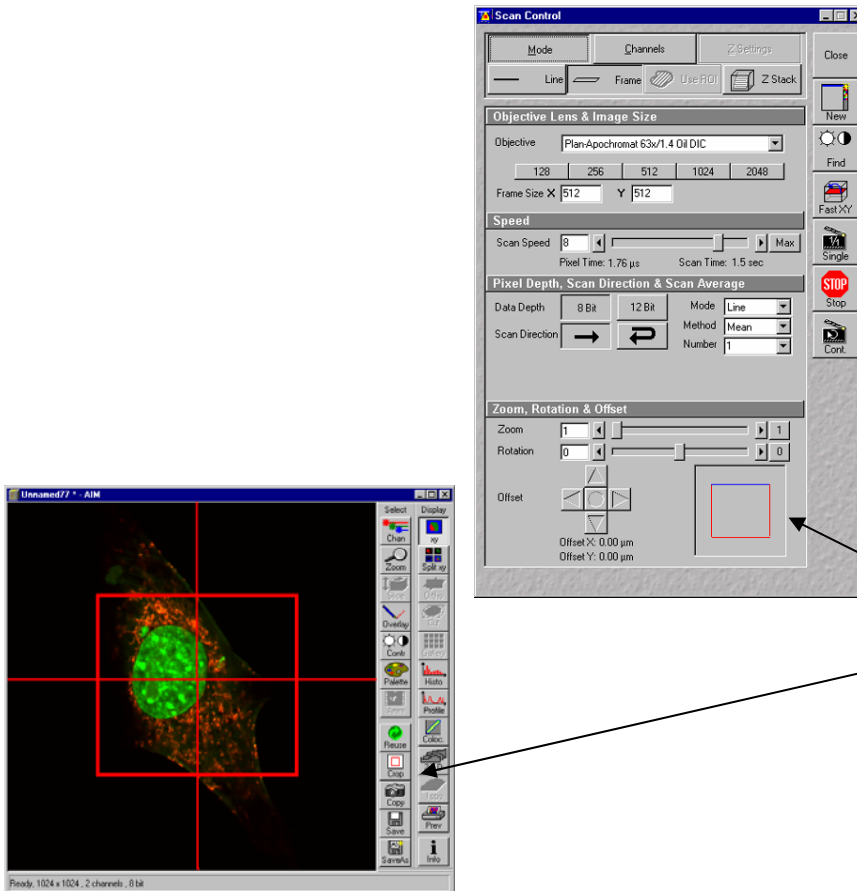 Scan Control
Mode Channels Z Settings
Line Frame Use ROI Z Stack
Objective Lens & Image Size
Objective Plan-Apochromat 63x/1.4 Oil DIC
128 256 512 1024 2048
Frame Size X 512 Y 512
Speed
Scan Speed 8 Max
Pixel Time: 1.76 µs Scan Time: 1.5 sec
Pixel Depth, Scan Direction & Scan Average
Data Depth 8 Bit 12 Bit Mode Line
Method Mean
Scan Direction
Number 1
Zoom, Rotation & Offset
Zoom 1 1
Rotation 0 0
Offset
Offset X: 0.00 µm
Offset Y: 0.00 µm
Close
New
Find
Fast XY
1/1
Single
STOP
Stop
Cont.
Unnamed77 * - AIM
Select Display
Chan xy
Zoom Split xy
Slice Ortho
Overlay Cut
Contr Gallery
Palette Histo
Profile
Reuse Coloc.
Crop
Copy
Save Prev
SaveAs Info
Ready, 1024 x 1024 , 2 channels , 8 bit